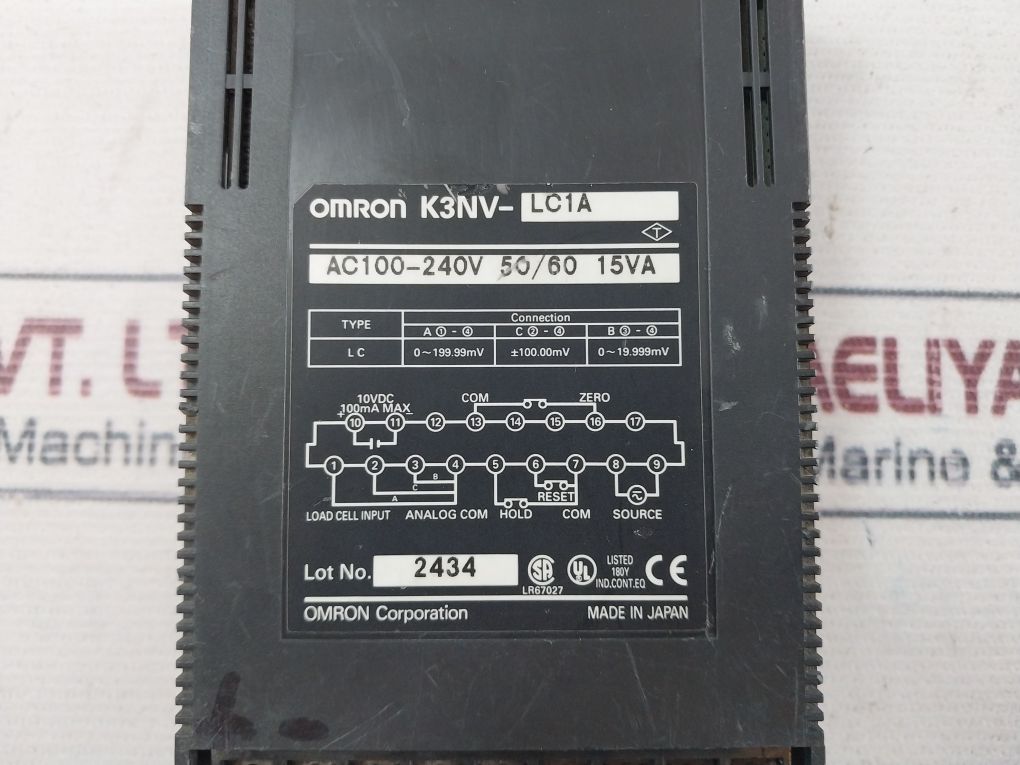 OMRON K3NV- LC1A
T
AC100-240V 50/60 15VA
TYPE Connection
A ①-④ C ②-④ B ③-④
LC 0~199.99mV ±100.00mV 0~19.999mV
10VDC
100mA MAX
COM ZERO
+ -
10 11 12 13 14 15 16 17
1 2 3 4 5 6 7 8 9
B
C
A
RESET
LOAD CELL INPUT ANALOG COM HOLD COM SOURCE
Lot No. 2434
SA LR67027
UL LISTED
180Y
IND.CONT.EQ
CE
OMRON Corporation MADE IN JAPAN
VT. LT
AELIYA
Machin
Marine &